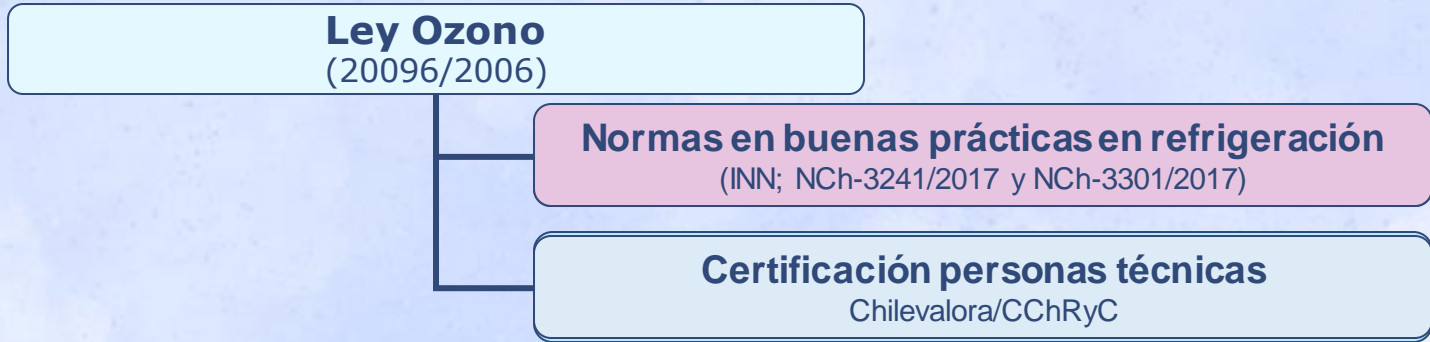 Ley Ozono
(20096/2006)
Normas en buenas prácticas en refrigeración
(INN; NCh-3241/2017 y NCh-3301/2017)
Certificación personas técnicas
Chilevalora/CChRyC